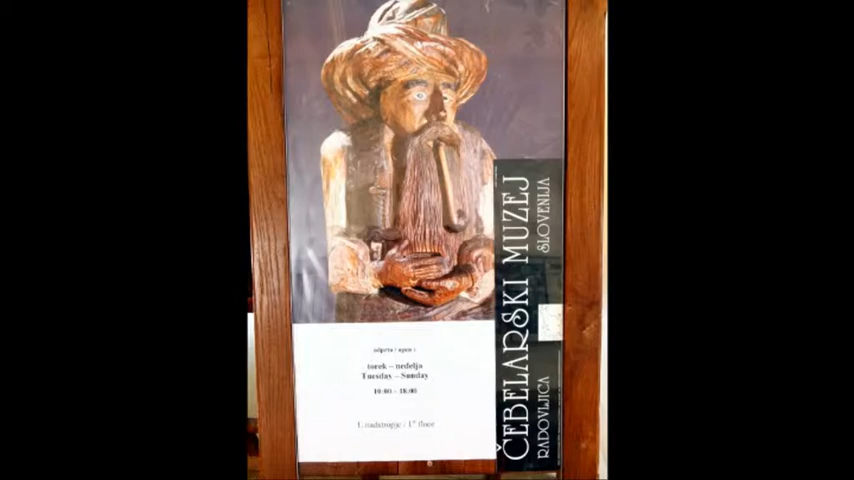 ČEBELARSKI MUZEJ
RADOVLJICA
SLOVENIJA
odprto / open :
torek – nedelja
Tuesday – Sunday
10:00 – 18:00
1. nadstropje / 1st floor